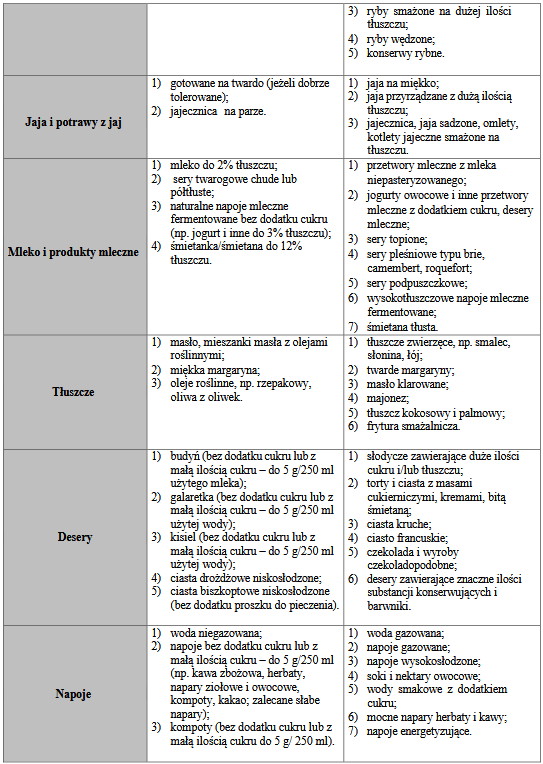 3) ryby smażone na dużej ilości
tłuszczu;
4) ryby wędzone;
5) konserwy rybne.
Jaja i potrawy z jaj
1) gotowane na twardo (jeżeli dobrze
tolerowane);
2) jajecznica na parze.
1) jaja na miękko;
2) jaja przyrządzane z dużą ilością
tłuszczu;
3) jajecznica, jaja sadzone, omlety,
kotlety jajeczne smażone na
tłuszczu.
Mleko i produkty mleczne
1) mleko do 2% tłuszczu;
2) sery twarogowe chude lub
półtłuste;
3) naturalne napoje mleczne
fermentowane bez dodatku cukru
(np. jogurt i inne do 3% tłuszczu);
4) śmietanka/śmietana do 12%
tłuszczu.
1) przetwory mleczne z mleka
niepasteryzowanego;
2) jogurty owocowe i inne przetwory
mleczne z dodatkiem cukru, desery
mleczne;
3) sery topione;
4) sery pleśniowe typu brie,
camembert, roquefort;
5) sery podpuszczkowe;
6) wysokotłuszczowe napoje mleczne
fermentowane;
7) śmietana tłusta.
Tłuszcze
1) masło, mieszanki masła z olejami
roślinnymi;
2) miękka margaryna;
3) oleje roślinne, np. rzepakowy,
oliwa z oliwek.
1) tłuszcze zwierzęce, np. smalec,
słonina, łój;
2) twarde margaryny;
3) masło klarowane;
4) majonez;
5) tłuszcz kokosowy i palmowy;
6) frytura smażalnicza.
Desery
1) budyń (bez dodatku cukru lub z
małą ilością cukru – do 5 g/250 ml
użytego mleka);
2) galaretka (bez dodatku cukru lub z
małą ilością cukru – do 5 g/250 ml
użytej wody);
3) kisiel (bez dodatku cukru lub z
małą ilością cukru – do 5 g/250 ml
użytej wody);
4) ciasta drożdżowe niskosłodzone;
5) ciasta biszkoptowe niskosłodzone
(bez dodatku proszku do pieczenia).
1) słodycze zawierające duże ilości
cukru i/lub tłuszczu;
2) torty i ciasta z masami
cukierniczymi, kremami, bitą
śmietaną;
3) ciasta kruche;
4) ciasto francuskie;
5) czekolada i wyroby
czekoladopodobne;
6) desery zawierające znaczne ilości
substancji konserwujących i
barwniki.
Napoje
1) woda niegazowana;
2) napoje bez dodatku cukru lub z
małą ilością cukru – do 5 g/250 ml
(np. kawa zbożowa, herbaty,
napary ziołowe i owocowe,
kompoty, kakao; zalecane słabe
napary);
3) kompoty (bez dodatku cukru lub z
małą ilością cukru do 5 g/ 250 ml).
1) woda gazowana;
2) napoje gazowane;
3) napoje wysokosłodzone;
4) soki i nektary owocowe;
5) wody smakowe z dodatkiem
cukru;
6) mocne napary herbaty i kawy;
7) napoje energetyzujące.